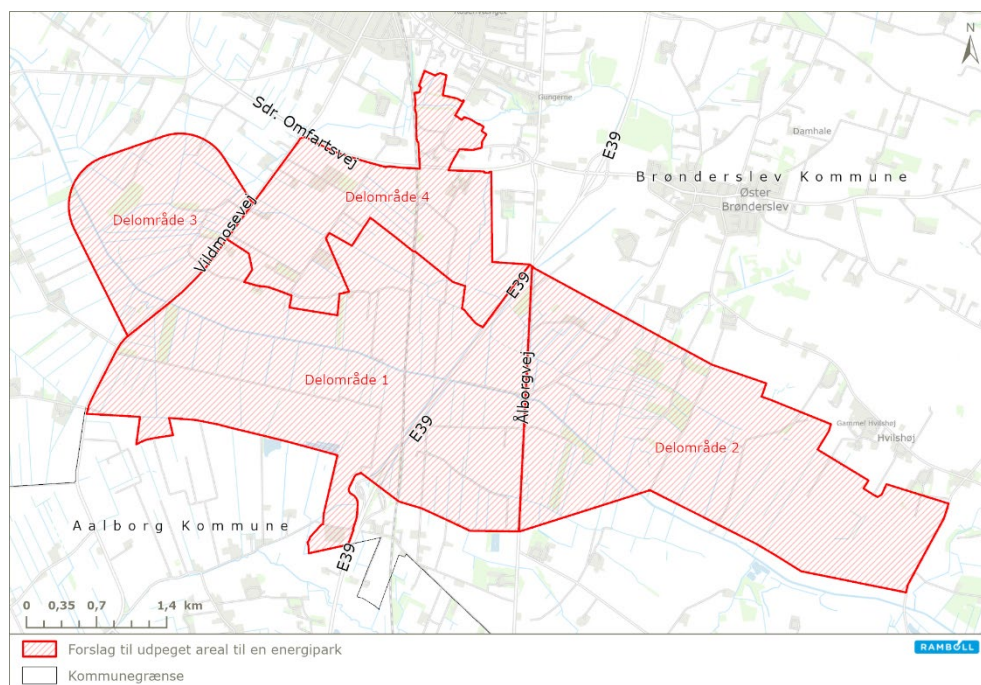 N
Gungerne
Sdr. Omfartsvej
E39
Damhale
Brønderslev Kommune
Øster
Brønderslev
Delområde 4
Delområde 3
Vildmosevej
E39
Delområde 1
Ålborgvej
E39
Gammel Hvilshøj
Hvilshøj
Delområde 2
Aalborg Kommune
E39
0 0,35 0,7 1,4 km
Forslag til udpeget areal til en energipark
RAMBOLL
Kommunegrænse